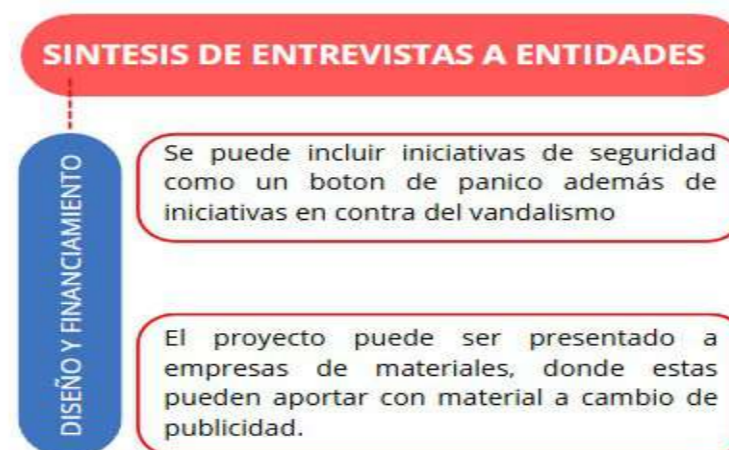 SINTESIS DE ENTREVISTAS A ENTIDADES
DISEÑO Y FINANCIAMIENTO
Se puede incluir iniciativas de seguridad
como un boton de panico además de
iniciativas en contra del vandalismo
El proyecto puede ser presentado a
empresas de materiales, donde estas
pueden aportar con material a cambio de
publicidad.